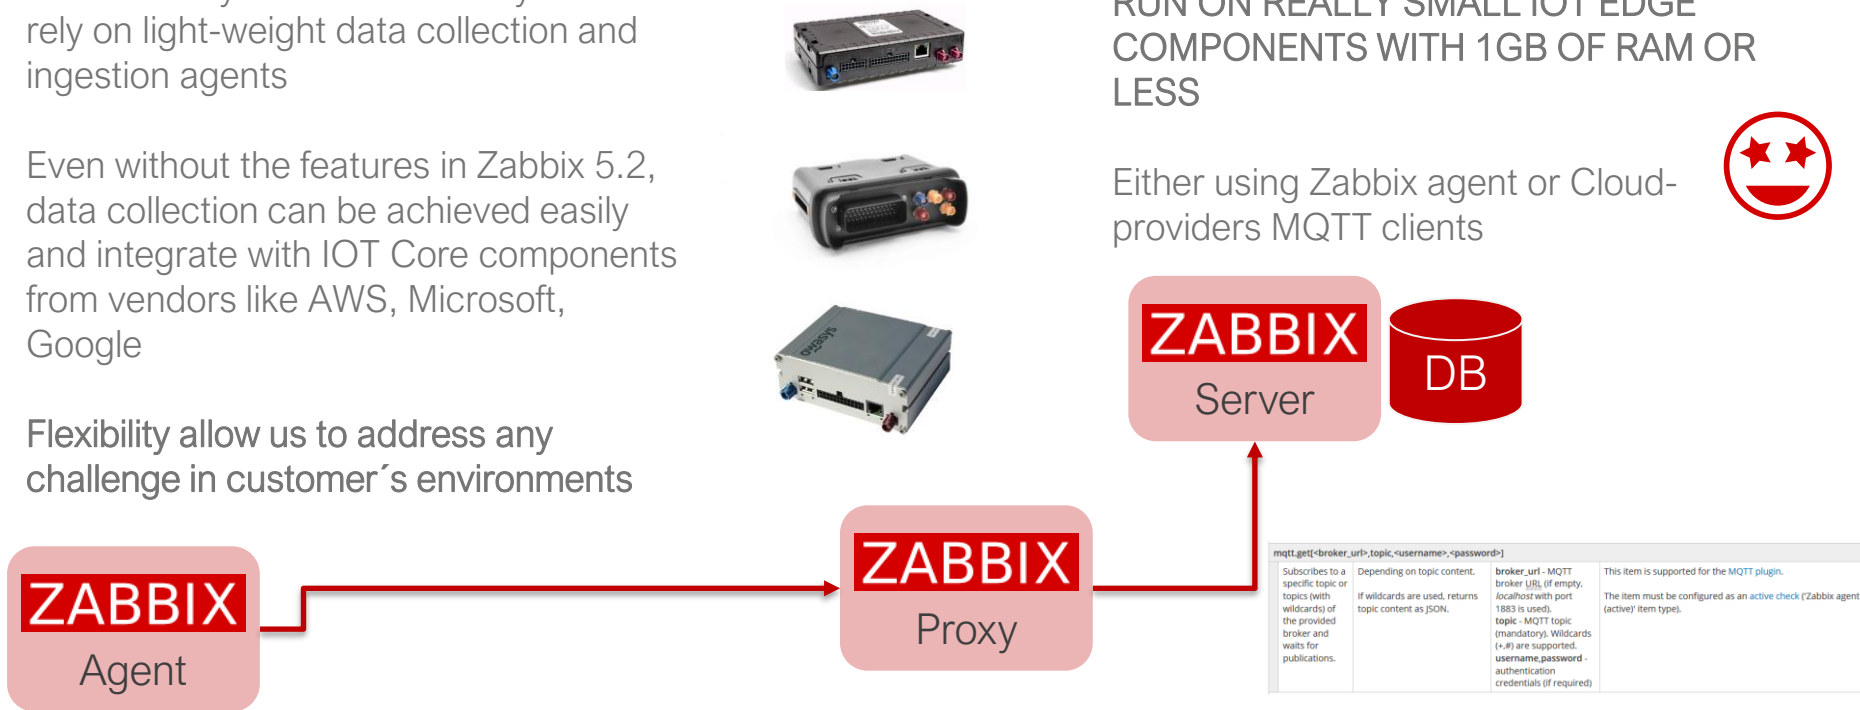 rely on light-weight data collection and
ingestion agents
Even without the features in Zabbix 5.2,
data collection can be achieved easily
and integrate with IOT Core components
from vendors like AWS, Microsoft,
Google
Flexibility allow us to address any
challenge in customer´s environments
RUN ON REALLY SMALL IOT EDGE
COMPONENTS WITH 1GB OF RAM OR
LESS
Either using Zabbix agent or Cloud-
providers MQTT clients
ZABBIX
Server
DB
ZABBIX
Proxy
ZABBIX
Agent
mqtt.get[<broker_url>,topic,<username>,<password>]
Subscribes to a
specific topic or
topics (with
wildcards) of
the provided
broker and
waits for
publications.
Depending on topic content.
If wildcards are used, returns
topic content as JSON.
broker_url - MQTT
broker URL (if empty,
localhost with port
1883 is used).
topic - MQTT topic
(mandatory). Wildcards
(+,#) are supported.
username,password -
authentication
credentials (if required)
This item is supported for the MQTT plugin.
The item must be configured as an active check ('Zabbix agent
(active)' item type).